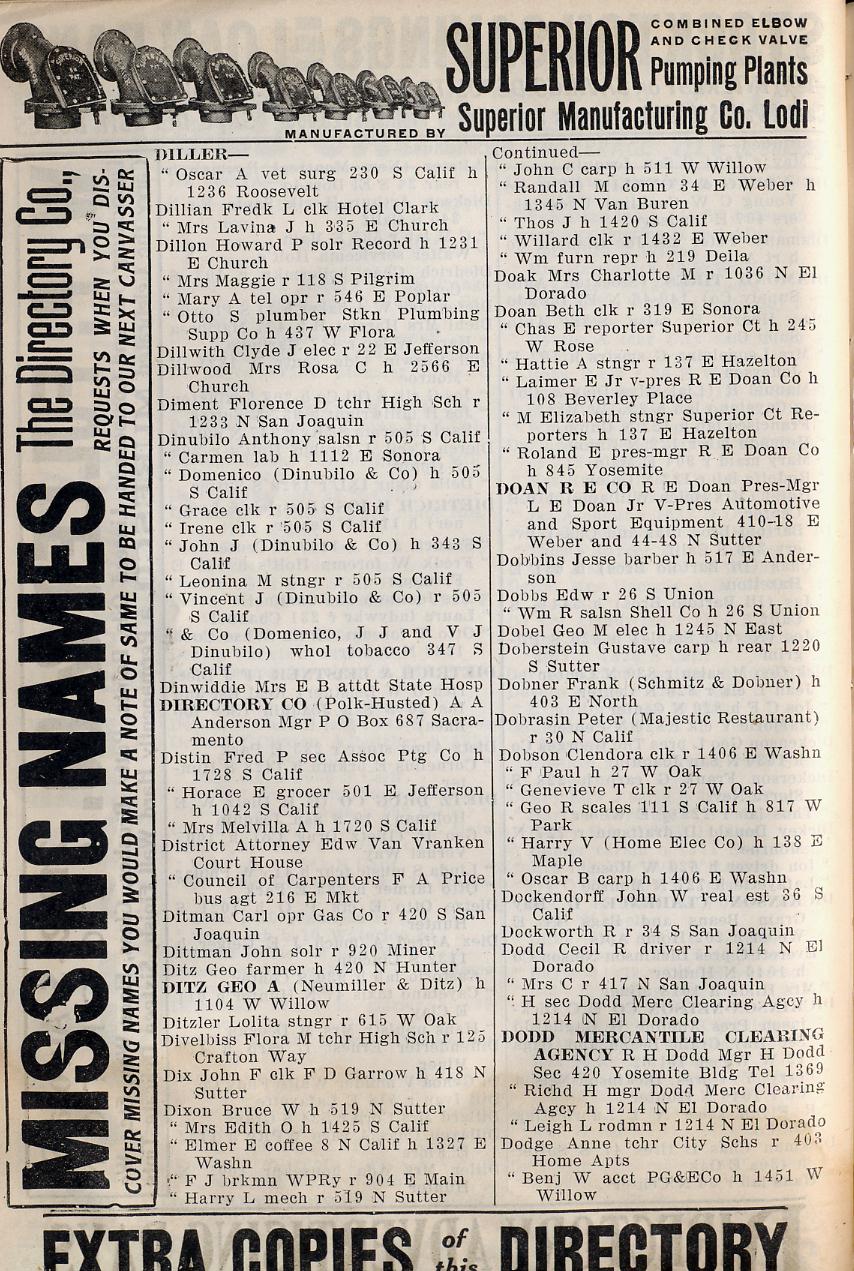 SUPERIOR
COMBINED ELBOW
AND CHECK VALVE
Pumping Plants
MANUFACTURED BY
Superior Manufacturing Co. Lodi
MISSING NAMES The Directory Co.,
REQUESTS WHEN YOU DIS-
COVER MISSING NAMES YOU WOULD MAKE A NOTE OF SAME TO BE HANDED TO OUR NEXT CANVASSER
DILLER—
“ Oscar A vet surg 230 S Calif h
1236 Roosevelt
Dillian Fredk L clk Hotel Clark
“ Mrs Lavina J h 335 E Church
Dillon Howard P solr Record h 1231
E Church
“ Mrs Maggie r 118 S Pilgrim
“ Mary A tel opr r 546 E Poplar
“ Otto S plumber Stkn Plumbing
Supp Co h 437 W Flora
Dillwith Clyde J elec r 22 E Jefferson
Dillwood Mrs Rosa C h 2566 E
Church
Diment Florence D tchr High Sch r
1233 N San Joaquin
Dinubilo Anthony salsn r 505 S Calif
“ Carmen lab h 1112 E Sonora
“ Domenico (Dinubilo & Co) h 505
S Calif
“ Grace clk r 505 S Calif
“ Irene clk r 505 S Calif
“ John J (Dinubilo & Co) h 343 S
Calif
“ Leonina M stngr r 505 S Calif
“ Vincent J (Dinubilo & Co) r 505
S Calif
“ & Co (Domenico, J J and V J
Dinubilo) whol tobacco 347 S
Calif
Dinwiddie Mrs E B attdt State Hosp
DIRECTORY CO (Polk-Husted) A A
Anderson Mgr P O Box 687 Sacra-
mento
Distin Fred P sec Assoc Ptg Co h
1728 S Calif
“ Horace E grocer 501 E Jefferson
h 1042 S Calif
“ Mrs Melvilla A h 1720 S Calif
District Attorney Edw Van Vranken
Court House
“ Council of Carpenters F A Price
bus agt 216 E Mkt
Ditman Carl opr Gas Co r 420 S San
Joaquin
Dittman John solr r 920 Miner
Ditz Geo farmer h 420 N Hunter
DITZ GEO A (Neumiller & Ditz) h
1104 W Willow
Ditzler Lolita stngr r 615 W Oak
Divelbiss Flora M tchr High Sch r 125
Crafton Way
Dix John F clk F D Garrow h 418 N
Sutter
Dixon Bruce W h 519 N Sutter
“ Mrs Edith O h 1425 S Calif
“ Elmer E coffee 8 N Calif h 1327 E
Washn
“ F J brkmn WPRy r 904 E Main
“ Harry L mech r 519 N Sutter
Continued—
“ John C carp h 511 W Willow
“ Randall M comn 34 E Weber h
1345 N Van Buren
“ Thos J h 1420 S Calif
“ Willard clk r 1432 E Weber
“ Wm furn repr h 219 Della
Doak Mrs Charlotte M r 1036 N El
Dorado
Doan Beth clk r 319 E Sonora
“ Chas E reporter Superior Ct h 245
W Rose
“ Hattie A stngr r 137 E Hazelton
“ Laimer E Jr v-pres R E Doan Co h
108 Beverley Place
“ M Elizabeth stngr Superior Ct Re-
porters h 137 E Hazelton
“ Roland E pres-mgr R E Doan Co
h 845 Yosemite
DOAN R E CO R E Doan Pres-Mgr
L E Doan Jr V-Pres Automotive
and Sport Equipment 410-18 E
Weber and 44-48 N Sutter
Dobbins Jesse barber h 517 E Ander-
son
Dobbs Edw r 26 S Union
“ Wm R salsn Shell Co h 26 S Union
Dobel Geo M elec h 1245 N East
Doberstein Gustave carp h rear 1220
S Sutter
Dobner Frank (Schmitz & Dobner) h
403 E North
Dobrasin Peter (Majestic Restaurant)
r 30 N Calif
Dobson Clendora clk r 1406 E Washn
“ F Paul h 27 W Oak
“ Genevieve T clk r 27 W Oak
“ Geo R scales 111 S Calif h 817 W
Park
“ Harry V (Home Elec Co) h 138 E
Maple
“ Oscar B carp h 1406 E Washn
Dockendorff John W real est 36 S
Calif
Dockworth R r 34 S San Joaquin
Dodd Cecil R driver r 1214 N El
Dorado
“ Mrs C r 417 N San Joaquin
“ H sec Dodd Merc Clearing Agcy h
1214 N El Dorado
DODD MERCANTILE CLEARING
AGENCY R H Dodd Mgr H Dodd
Sec 420 Yosemite Bldg Tel 1369
“ Richd H mgr Dodd Merc Clearing
Agcy h 1214 N El Dorado
“ Leigh L rodmn r 1214 N El Dorado
Dodge Anne tchr City Schs r 403
Home Apts
“ Benj W acct PG&ECo h 1451 W
Willow
EXTRA COPIES of this DIRECTORY